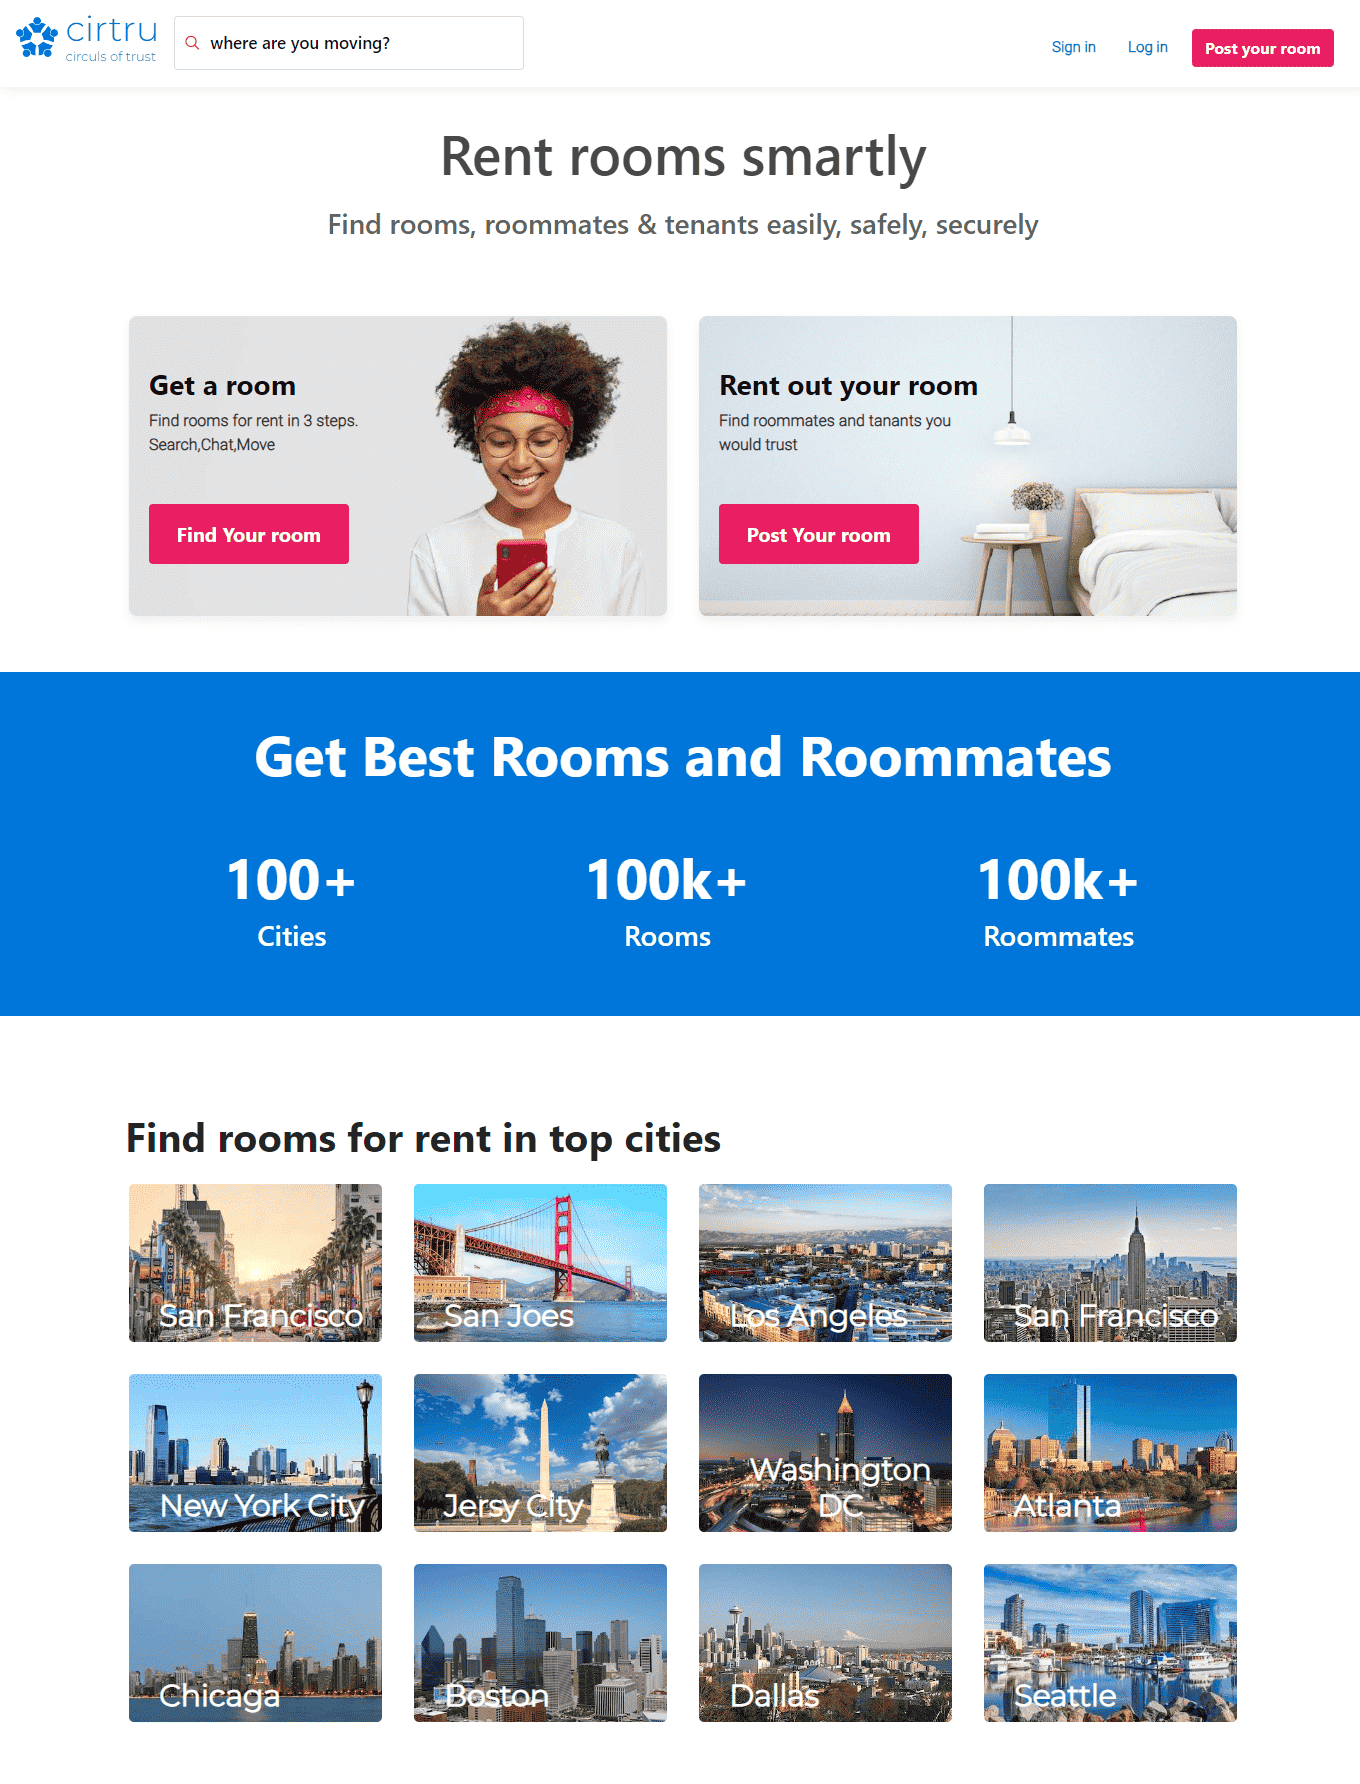 cirtru
circuls of trust
where are you moving?
Sign in
Log in
Post your room
Rent rooms smartly
Find rooms, roommates & tenants easily, safely, securely
Get a room
Find rooms for rent in 3 steps.
Search,Chat,Move
Find Your room
Rent out your room
Find roommates and tanants you
would trust
Post Your room
Get Best Rooms and Roommates
100+
Cities
100k+
Rooms
100k+
Roommates
Find rooms for rent in top cities
San Francisco
San Joes
Los Angeles
San Francisco
New York City
Jersy City
Washington
DC
Atlanta
Chicaga
Boston
Dallas
Seattle